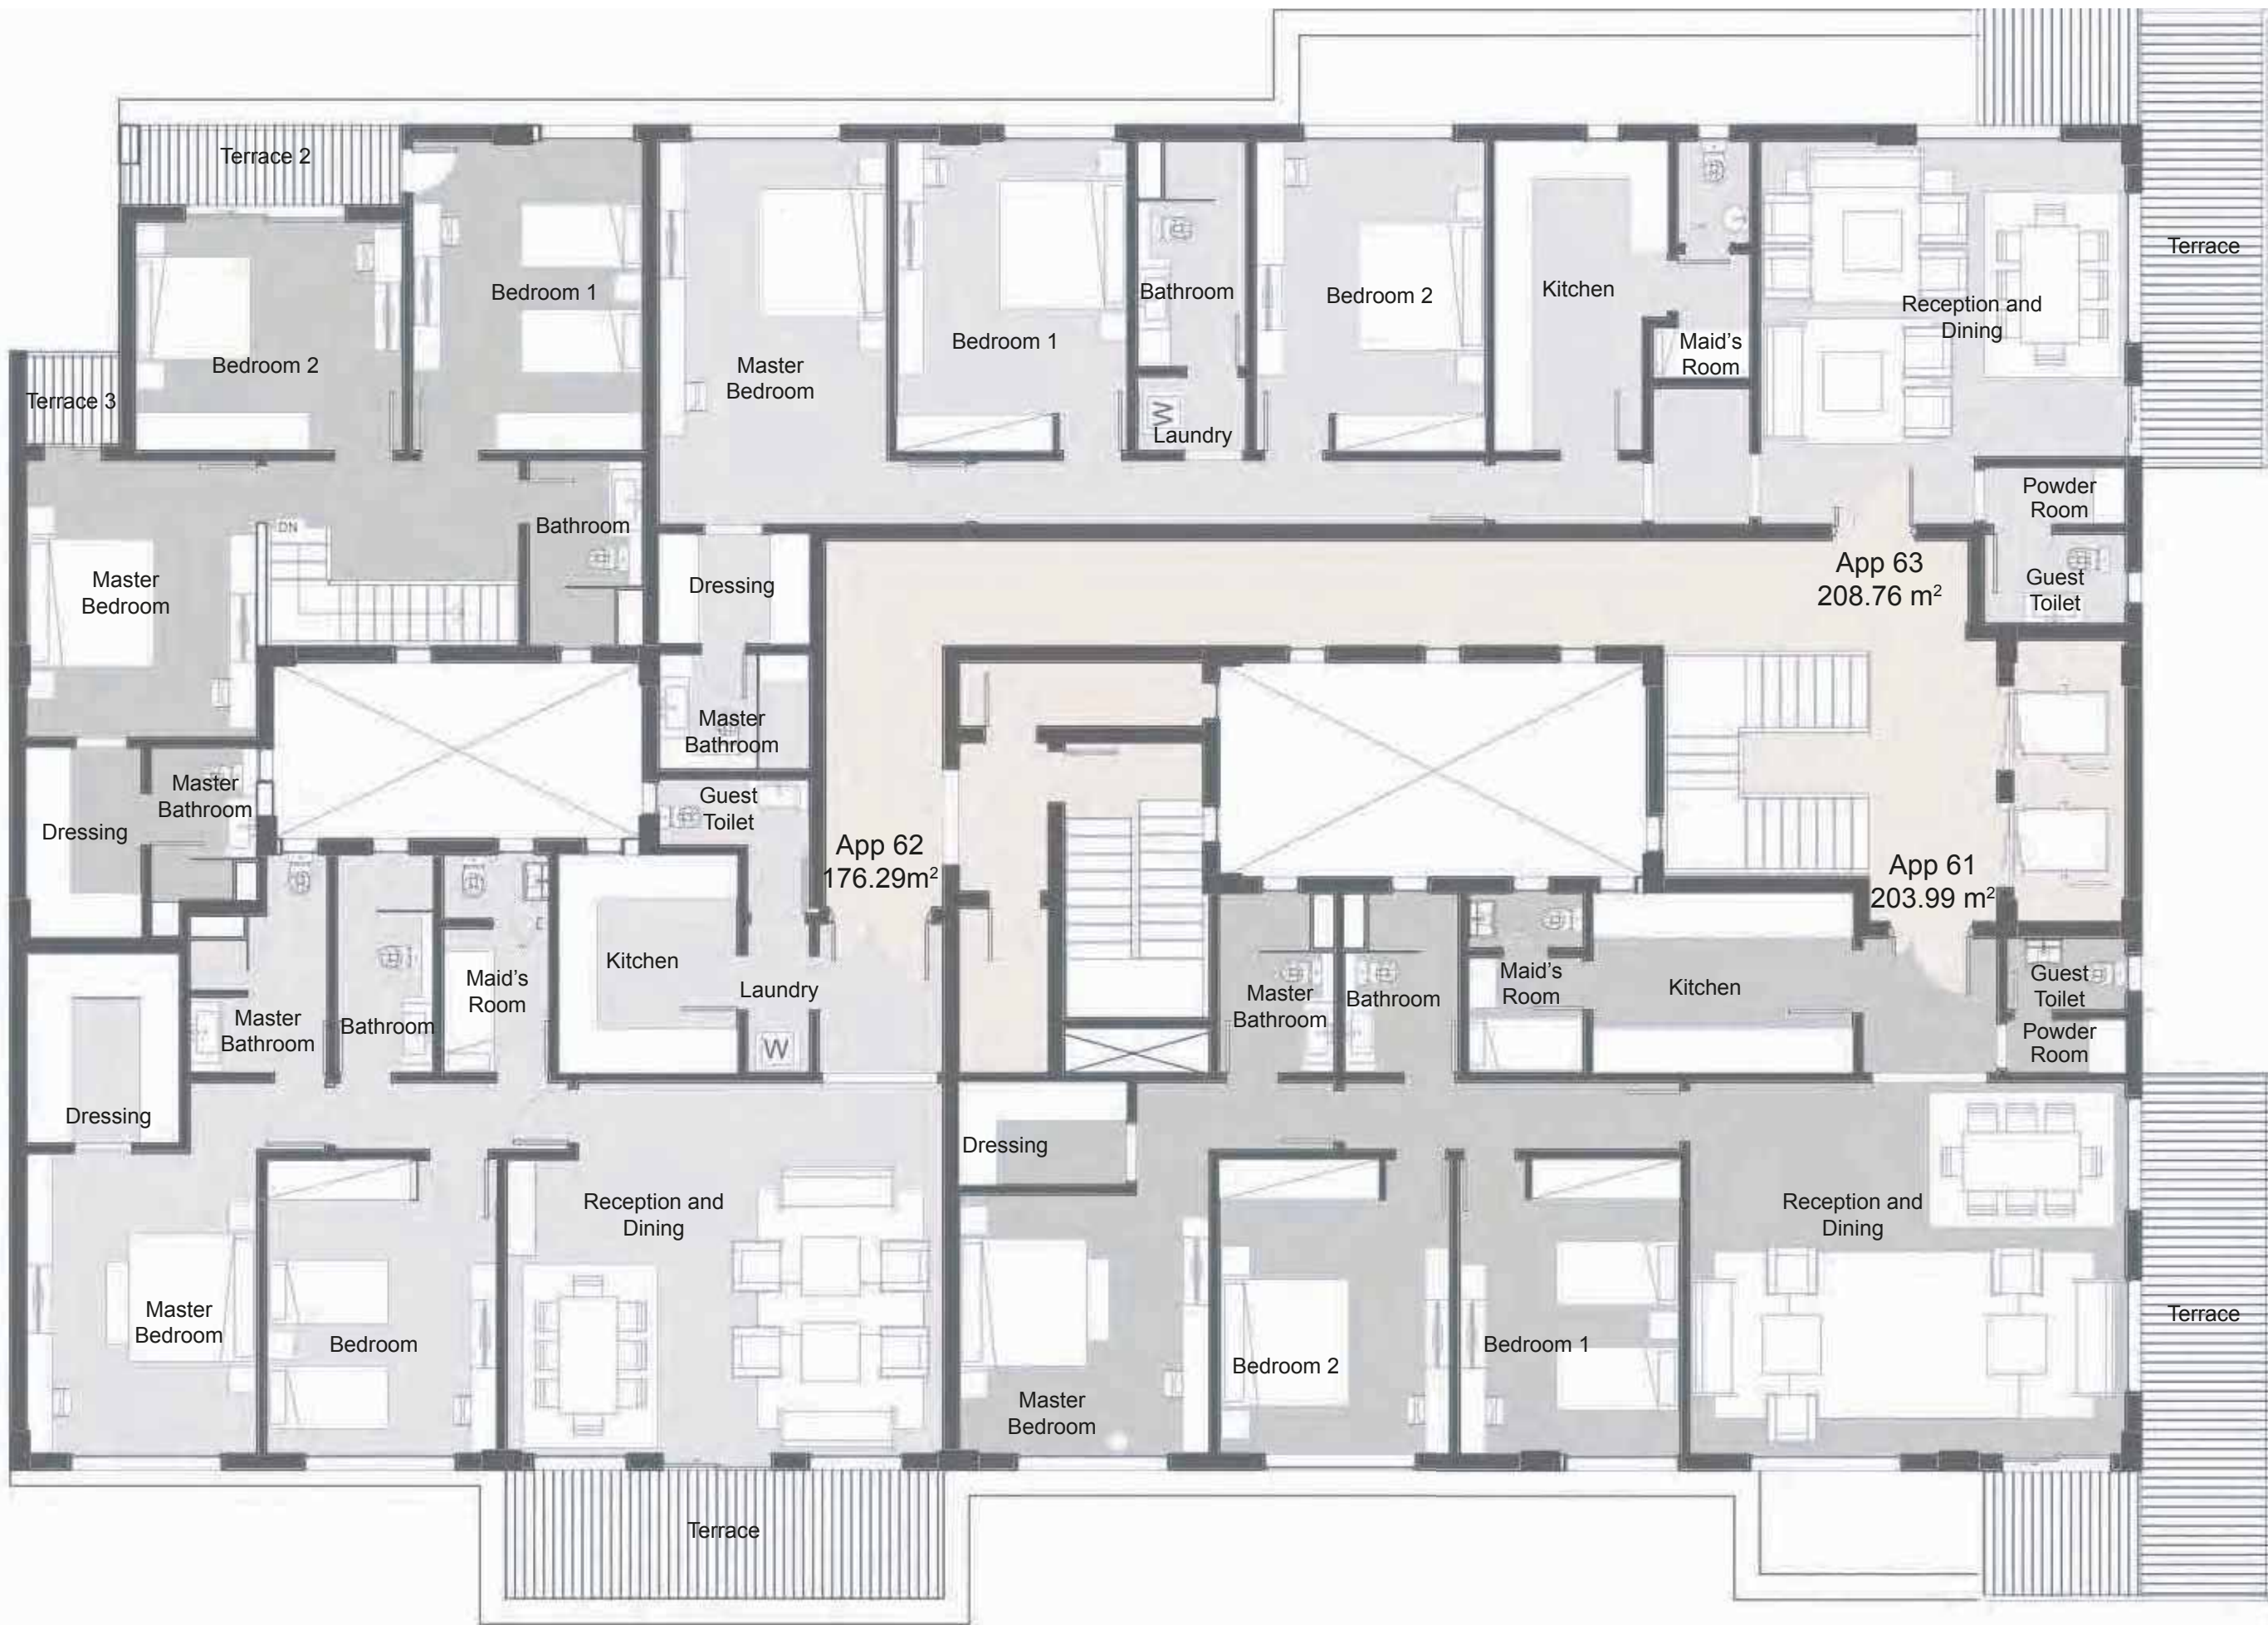 Terrace 2
Bedroom 2
Bedroom 1
Terrace 3
Master
Bedroom
DN
Bathroom
Dressing
Master
Bathroom
Master
Bedroom
Bedroom 1
Bathroom
W
Laundry
Bedroom 2
Kitchen
Maid's
Room
Reception and
Dining
Terrace
Powder
Room
Guest
Toilet
Dressing
Master
Bathroom
Guest
Toilet
App 63
208.76 m²
App 62
176.29m²
App 61
203.99 m²
Dressing
Master
Bathroom
Bathroom
Maid's
Room
Kitchen
Laundry
W
Master
Bedroom
Bedroom
Reception and
Dining
Terrace
Master
Bathroom
Bathroom
Maid's
Room
Kitchen
Guest
Toilet
Powder
Room
Dressing
Master
Bedroom
Bedroom 2
Bedroom 1
Reception and
Dining
Terrace